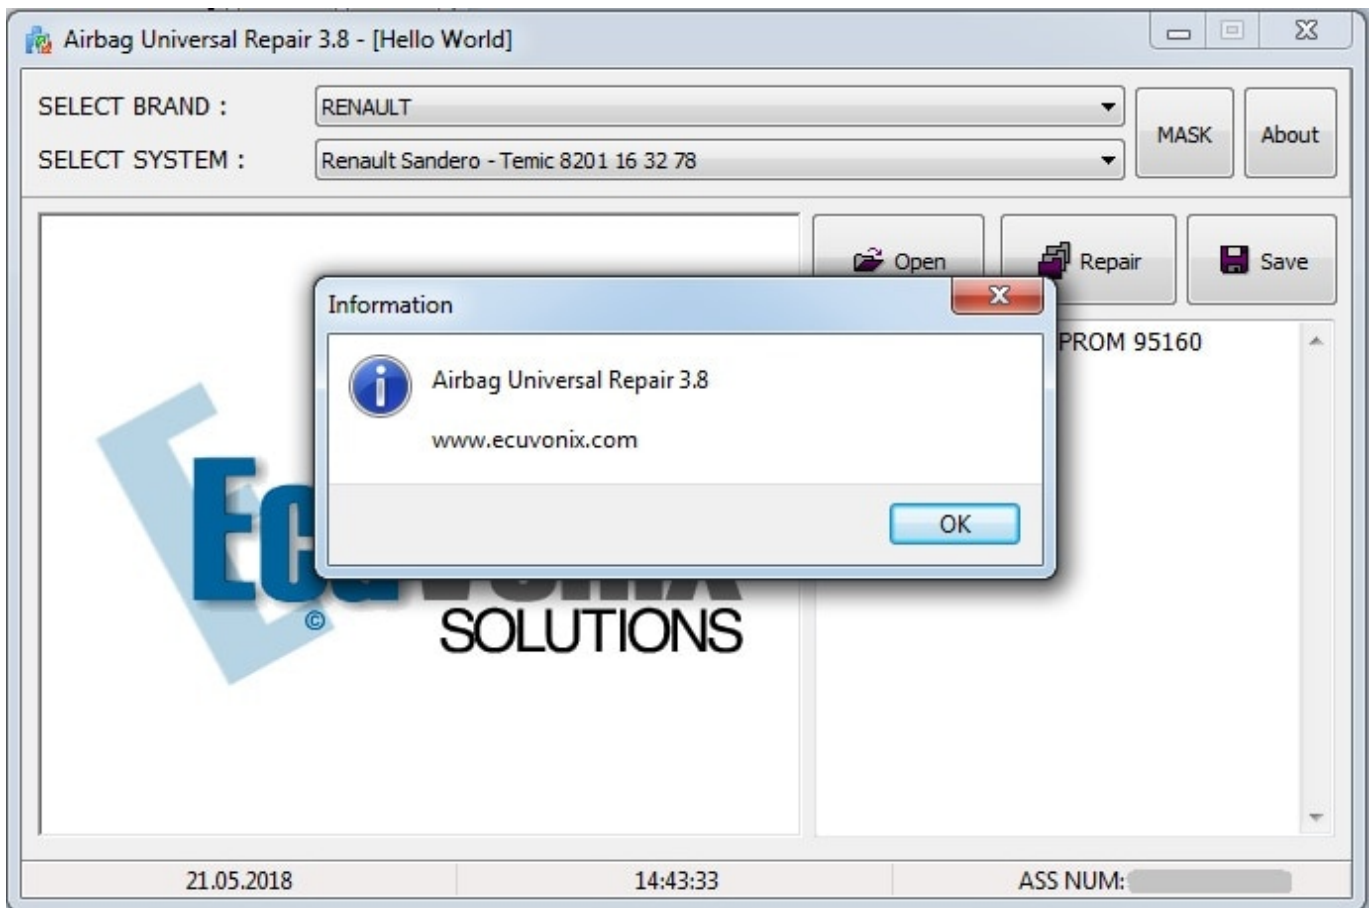 Airbag Universal Repair 3.8 - [Hello World]
SELECT BRAND :
RENAULT
MASK
About
SELECT SYSTEM :
Renault Sandero - Temic 8201 16 32 78
Open
Repair
Save
Information
PROM 95160
Airbag Universal Repair 3.8
www.ecuvonix.com
OK
SOLUTIONS
©
21.05.2018
14:43:33
ASS NUM: